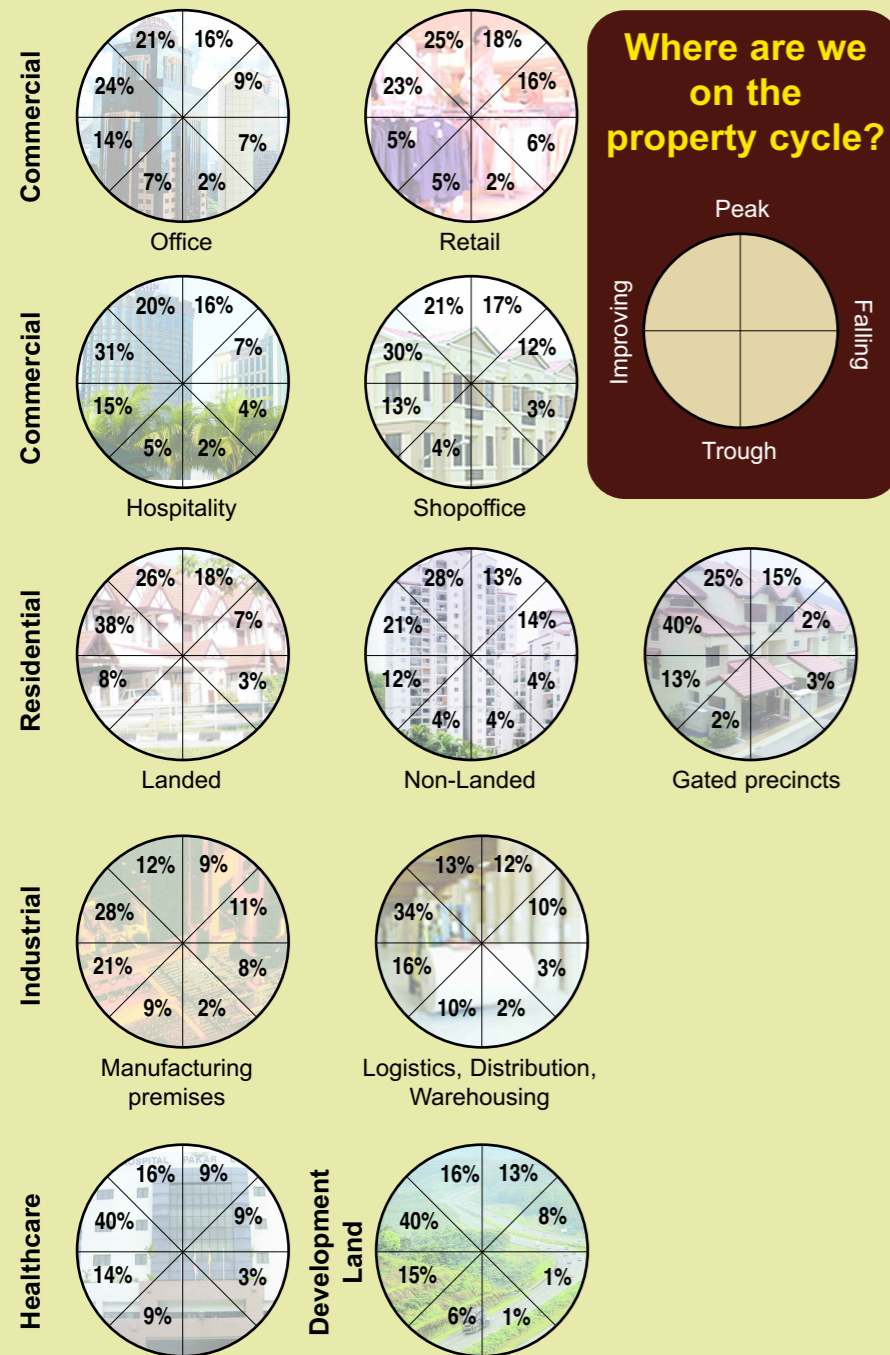 Where are we
on the
property cycle?
Peak
Improving
Falling
Trough
Commercial
21% 16%
24% 9%
14% 7%
7% 2%
Office
25% 18%
23% 16%
5% 6%
5% 2%
Retail
Commercial
20% 16%
31% 7%
15% 4%
5% 2%
Hospitality
21% 17%
30% 12%
13% 3%
4%
Shopoffice
Residential
26% 18%
38% 7%
8% 3%
Landed
28% 13%
21% 14%
12% 4%
4% 4%
Non-Landed
25% 15%
40% 2%
13% 3%
2%
Gated precincts
Industrial
12% 9%
28% 11%
21% 8%
9% 2%
Manufacturing
premises
13% 12%
34% 10%
16% 3%
10% 2%
Logistics, Distribution,
Warehousing
Healthcare
PAKAR
16% 9%
40% 9%
14% 3%
9%
Development
Land
16% 13%
40% 8%
15% 1%
6% 1%